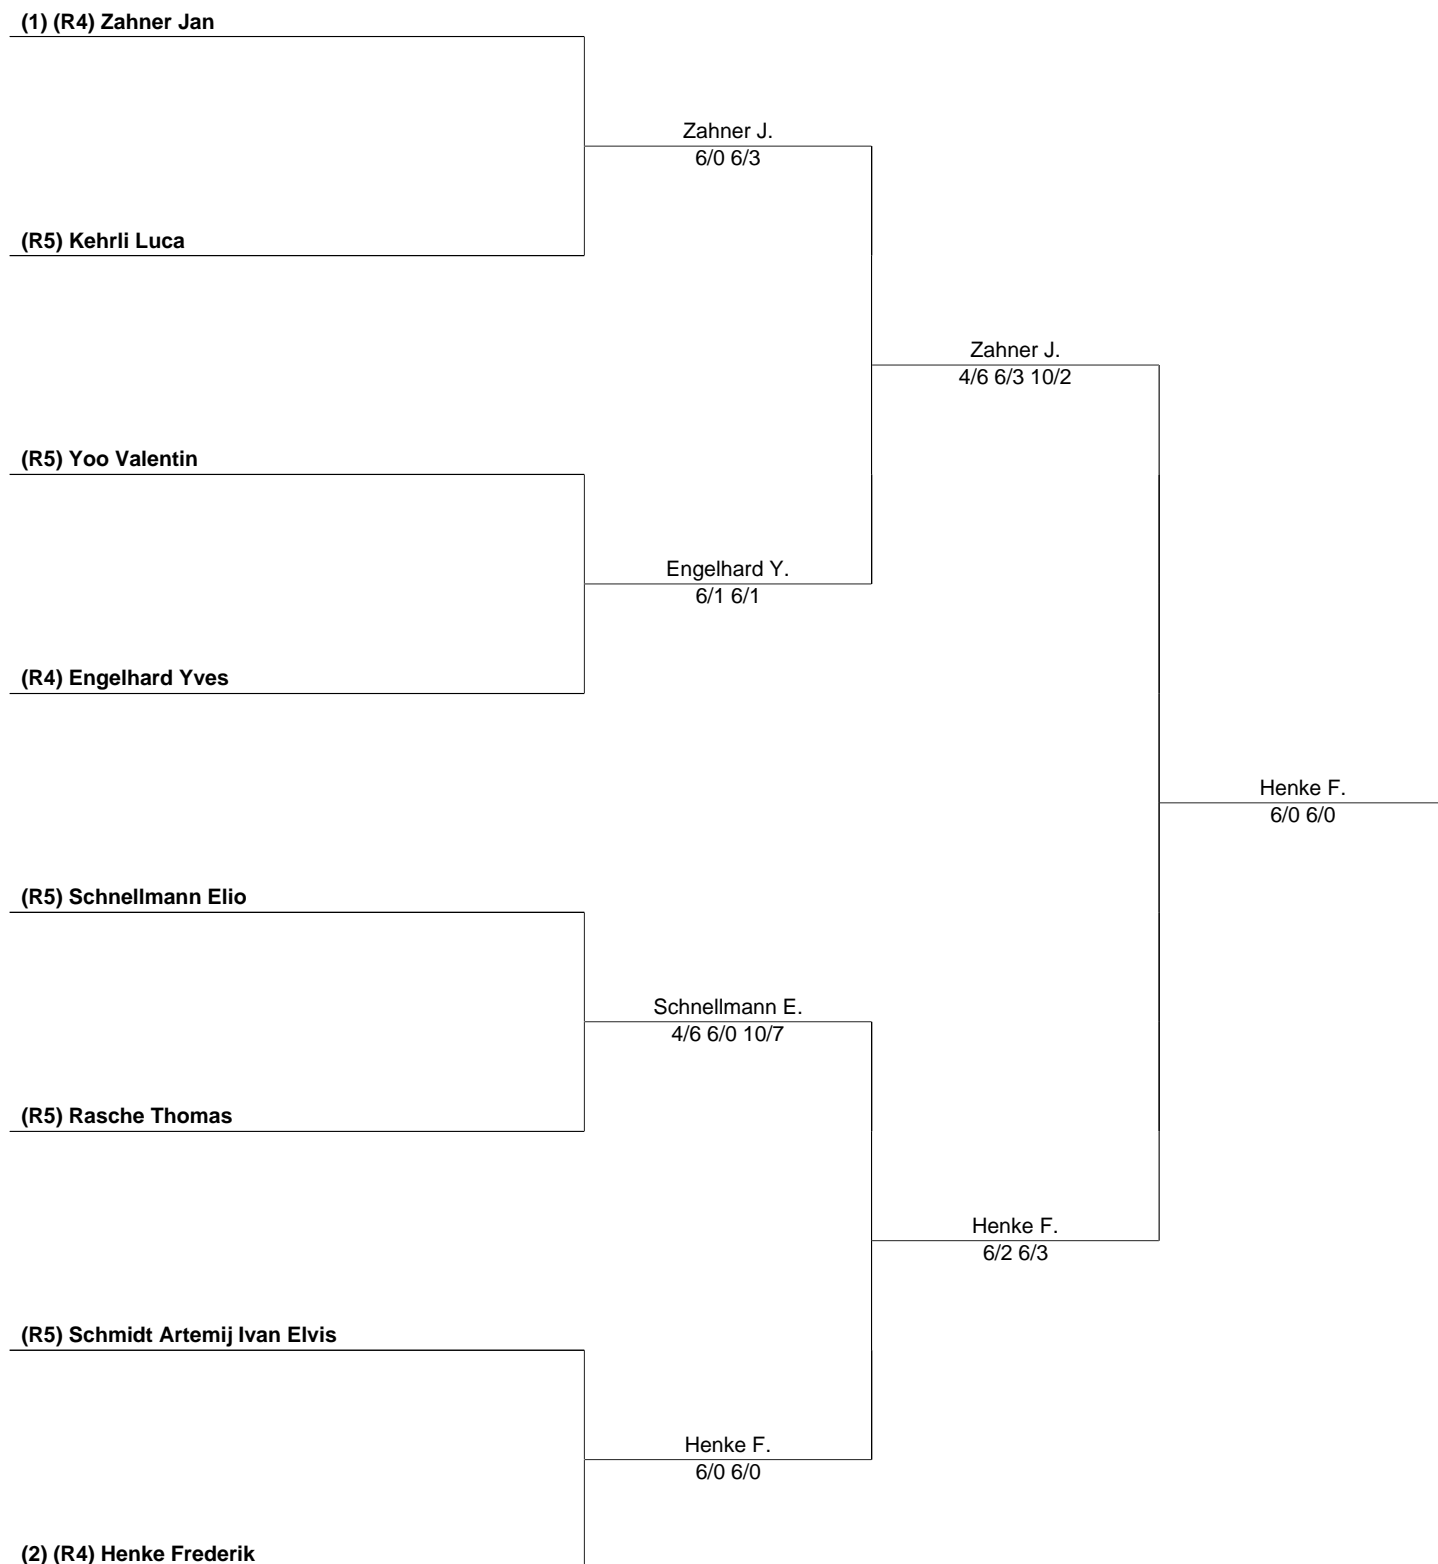 (1) (R4) Zahner Jan
Zahner J.
6/0 6/3
(R5) Kehrli Luca
Zahner J.
4/6 6/3 10/2
(R5) Yoo Valentin
Engelhard Y.
6/1 6/1
(R4) Engelhard Yves
Henke F.
6/0 6/0
(R5) Schnellmann Elio
Schnellmann E.
4/6 6/0 10/7
(R5) Rasche Thomas
Henke F.
6/2 6/3
(R5) Schmidt Artemij Ivan Elvis
Henke F.
6/0 6/0
(2) (R4) Henke Frederik